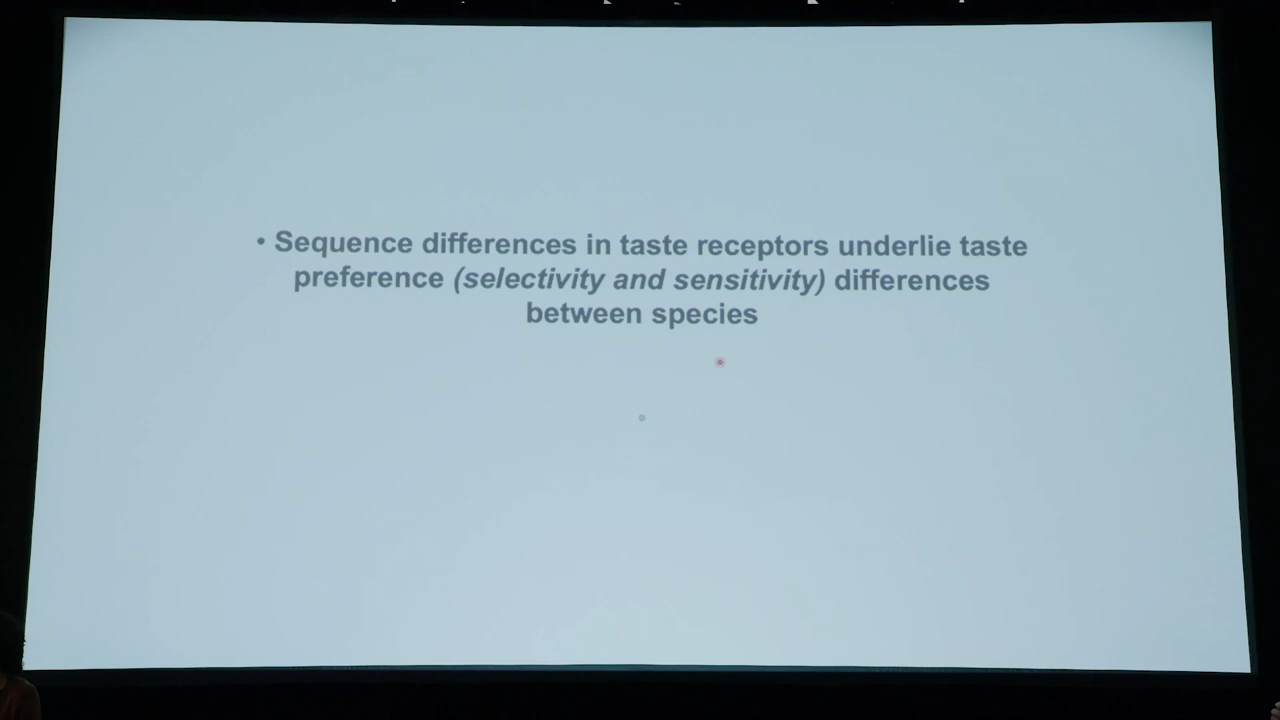 • Sequence differences in taste receptors underlie taste
preference (selectivity and sensitivity) differences
between species